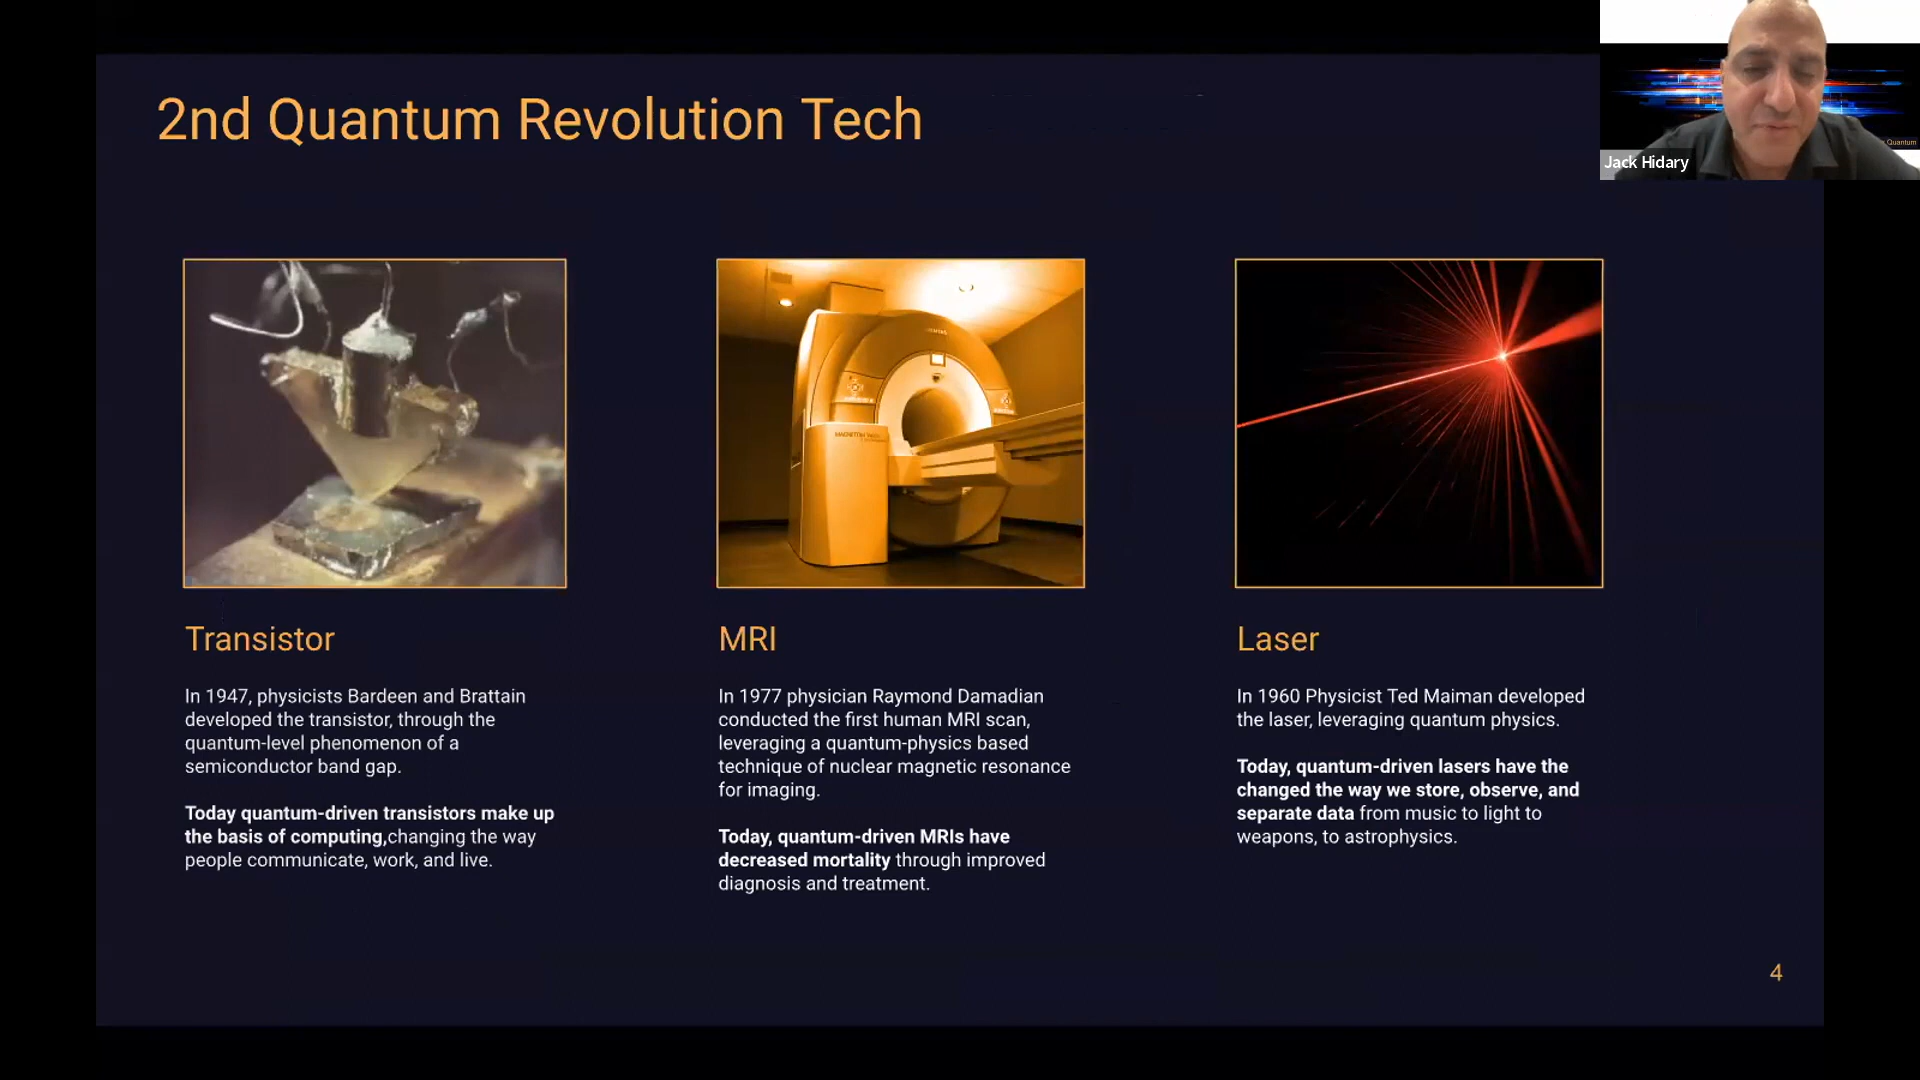 2nd Quantum Revolution Tech
Quantum
Jack Hidary
Transistor
In 1947, physicists Bardeen and Brattain
developed the transistor, through the
quantum-level phenomenon of a
semiconductor band gap.
Today quantum-driven transistors make up
the basis of computing,changing the way
people communicate, work, and live.
MRI
In 1977 physician Raymond Damadian
conducted the first human MRI scan,
leveraging a quantum-physics based
technique of nuclear magnetic resonance
for imaging.
Today, quantum-driven MRIs have
decreased mortality through improved
diagnosis and treatment.
Laser
In 1960 Physicist Ted Maiman developed
the laser, leveraging quantum physics.
Today, quantum-driven lasers have the
changed the way we store, observe, and
separate data from music to light to
weapons, to astrophysics.
4